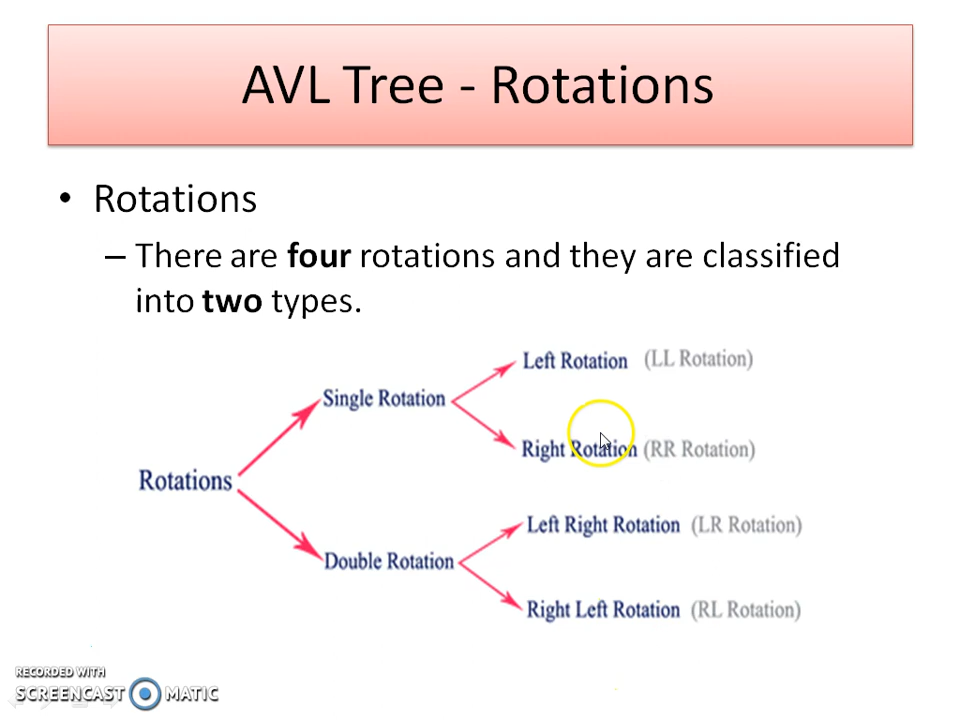 AVL Tree - Rotations
• Rotations
– There are four rotations and they are classified
into two types.
Left Rotation (LL Rotation)
Single Rotation
Right Rotation (RR Rotation)
Rotations
Left Right Rotation (LR Rotation)
Double Rotation
Right Left Rotation (RL Rotation)
RECORDED WITH
SCREENCAST MATIC